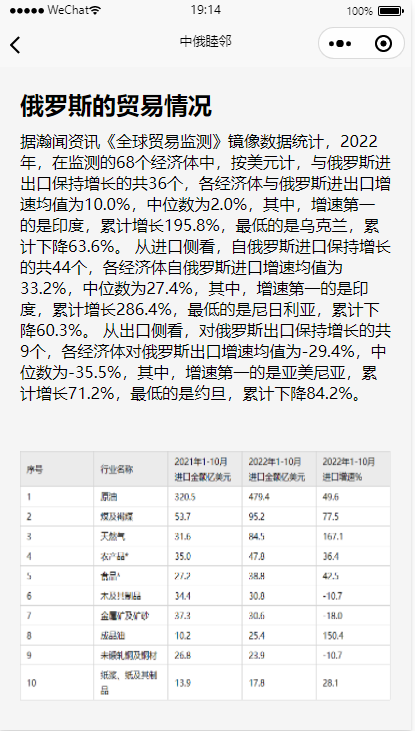 WeChat 19:14 100%
中俄睦邻
俄罗斯的贸易情况
据瀚闻资讯《全球贸易监测》镜像数据统计，2022
年，在监测的68个经济体中，按美元计，与俄罗斯进
出口保持增长的共36个，各经济体与俄罗斯进出口增
速均值为10.0%，中位数为2.0%，其中，增速第一
的是印度，累计增长195.8%，最低的是乌克兰，累
计下降63.6%。 从进口侧看，自俄罗斯进口保持增长
的共44个，各经济体自俄罗斯进口增速均值为
33.2%，中位数为27.4%，其中，增速第一的是印
度，累计增长286.4%，最低的是尼日利亚，累计下
降60.3%。 从出口侧看，对俄罗斯出口保持增长的共
9个，各经济体对俄罗斯出口增速均值为-29.4%，中
位数为-35.5%，其中，增速第一的是亚美尼亚，累
计增长71.2%，最低的是约旦，累计下降84.2%。
序号 行业名称 2021年1-10月 进口金额亿美元 2022年1-10月 进口金额亿美元 2022年1-10月 进口增速%
1 原油 320.5 479.4 49.6
2 煤及褐煤 53.7 95.2 77.5
3 天然气 31.6 84.5 167.1
4 农产品* 35.0 47.8 36.4
5 食品* 27.2 38.8 42.5
6 木及其制品 34.4 30.8 -10.7
7 金属矿及矿砂 37.3 30.6 -18.0
8 成品油 10.2 25.4 150.4
9 未锻轧铜及铜材 26.8 23.9 -10.7
10 纸浆、纸及其制品 13.9 17.8 28.1